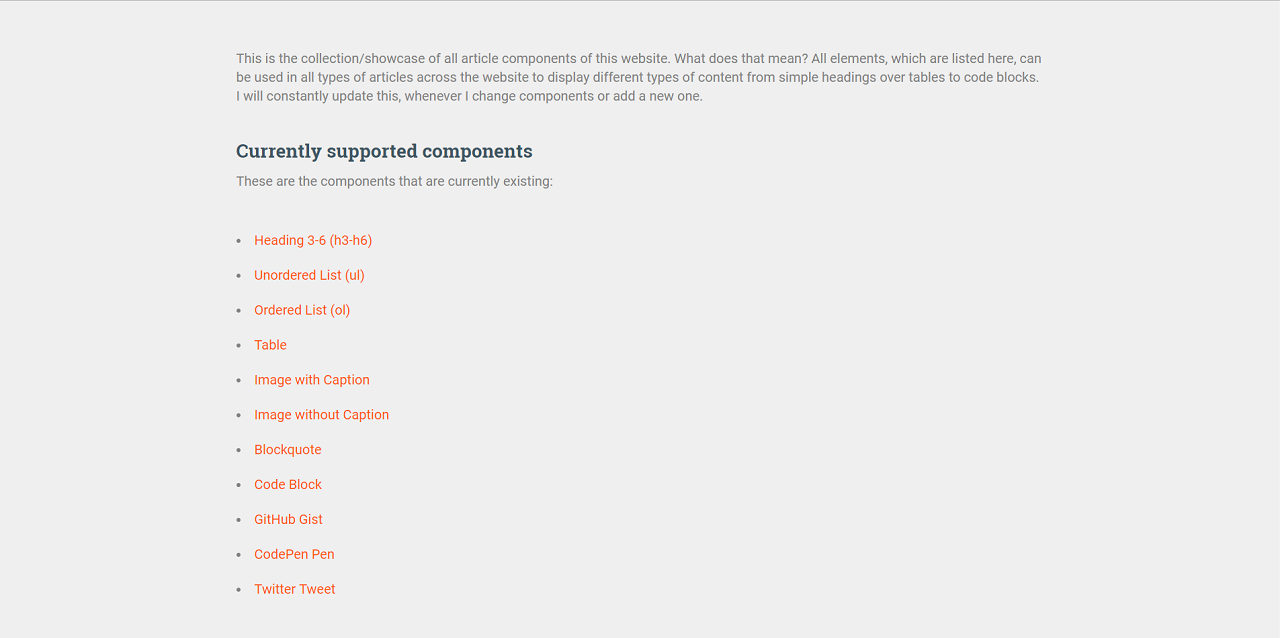 This is the collection/showcase of all article components of this website. What does that mean? All elements, which are listed here, can
be used in all types of articles across the website to display different types of content from simple headings over tables to code blocks.
I will constantly update this, whenever I change components or add a new one.
Currently supported components
These are the components that are currently existing:
• Heading 3-6 (h3-h6)
• Unordered List (ul)
• Ordered List (ol)
• Table
• Image with Caption
• Image without Caption
• Blockquote
• Code Block
• GitHub Gist
• CodePen Pen
• Twitter Tweet